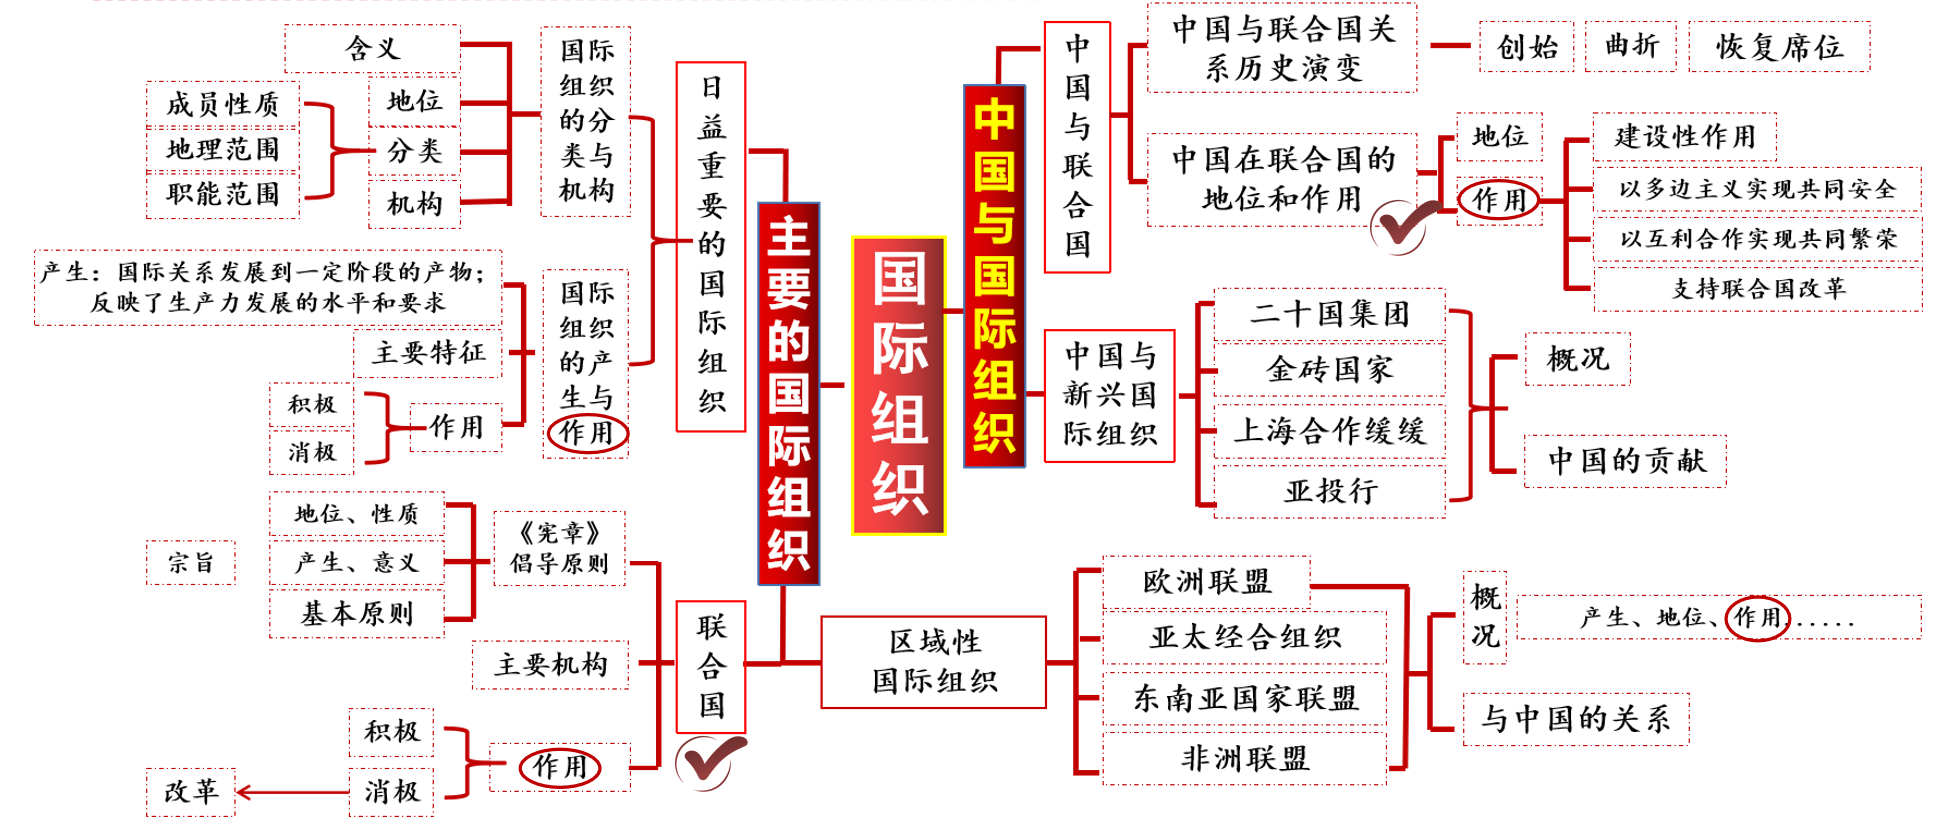 国际组织
主要的国际组织
日益重要的国际组织
国际
组织
的分
类与
机构
含义
地位
分类
机构
成员性质
地理范围
职能范围
国际
组织
的产
生与
作用
产生：国际关系发展到一定阶段的产物；
反映了生产力发展的水平和要求
主要特征
作用
积极
消极
联合国
《宪章》
倡导原则
地位、性质
产生、意义
基本原则
宗旨
主要机构
作用
积极
消极
改革
区域性
国际组织
欧洲联盟
亚太经合组织
东南亚国家联盟
非洲联盟
概况
产生、地位、作用......
与中国的关系
中国与国际组织
中国与联合国
中国与联合国关
系历史演变
创始
曲折
恢复席位
中国在联合国的
地位和作用
地位
作用
建设性作用
以多边主义实现共同安全
以互利合作实现共同繁荣
支持联合国改革
中国与
新兴国
际组织
二十国集团
金砖国家
上海合作缓缓
亚投行
概况
中国的贡献